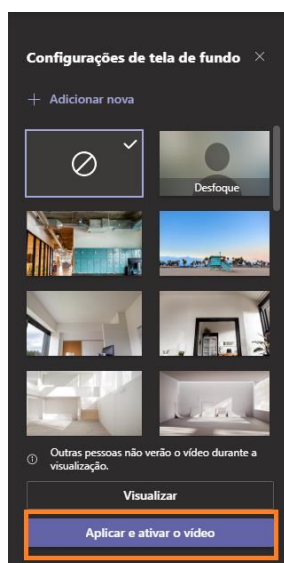 Configurações de tela de fundo
Adicionar nova
Desfoque
Outras pessoas não verão o vídeo durante a
visualização.
Visualizar
Aplicar e ativar o vídeo